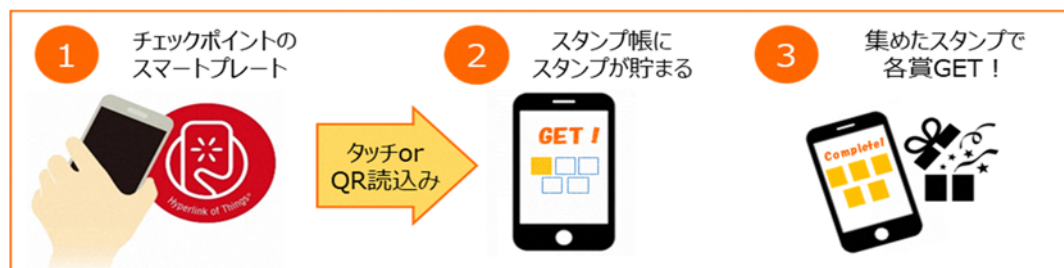 1
チェックポイントの
スマートプレート
Hyperlink of Things®
タッチor
QR読込み
2
スタンプ帳に
スタンプが貯まる
GET!
3
集めたスタンプで
各賞GET！
Complete!